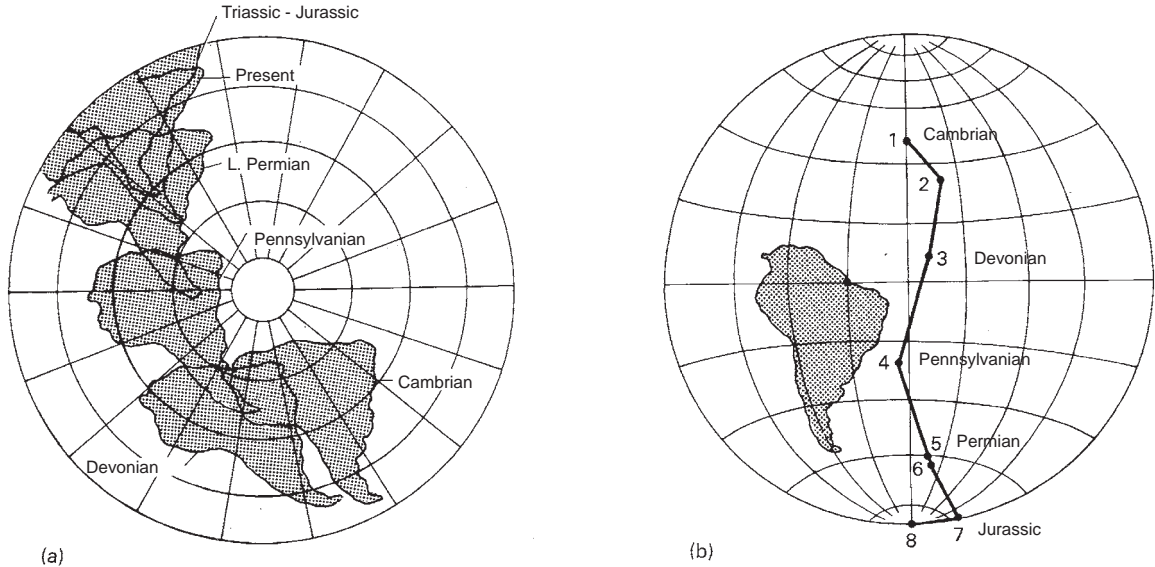 Triassic - Jurassic
Present
L. Permian
Pennsylvanian
Cambrian
Devonian
(a)
1 Cambrian
2
3 Devonian
4 Pennsylvanian
5 Permian
6
7 Jurassic
8
(b)